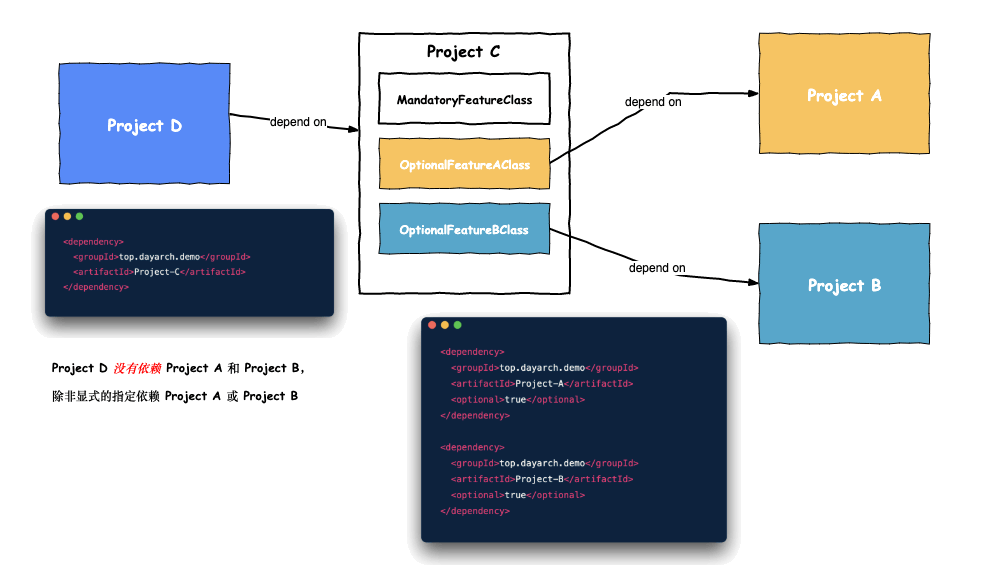 Project D
depend on
Project C
MandatoryFeatureClass
OptionalFeatureAClass
OptionalFeatureBClass
depend on
Project A
depend on
Project B
<dependency>
  <groupId>top.dayarch.demo</groupId>
  <artifactId>Project-C</artifactId>
</dependency>
Project D 没有依赖 Project A 和 Project B，
除非显式的指定依赖 Project A 或 Project B
<dependency>
  <groupId>top.dayarch.demo</groupId>
  <artifactId>Project-A</artifactId>
  <optional>true</optional>
</dependency>
<dependency>
  <groupId>top.dayarch.demo</groupId>
  <artifactId>Project-B</artifactId>
  <optional>true</optional>
</dependency>